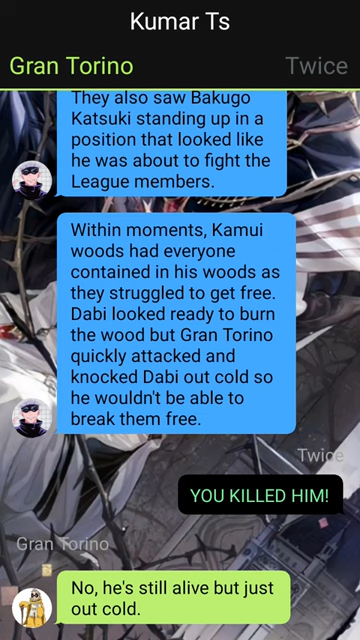 Kumar Ts
Gran Torino
Twice
They also saw Bakugo
Katsuki standing up in a
position that looked like
he was about to fight the
League members.
Within moments, Kamui
woods had everyone
contained in his woods as
they struggled to get free.
Dabi looked ready to burn
the wood but Gran Torino
quickly attacked and
knocked Dabi out cold so
he wouldn't be able to
break them free.
Twice
YOU KILLED HIM!
Gran Torino
No, he's still alive but just
out cold.